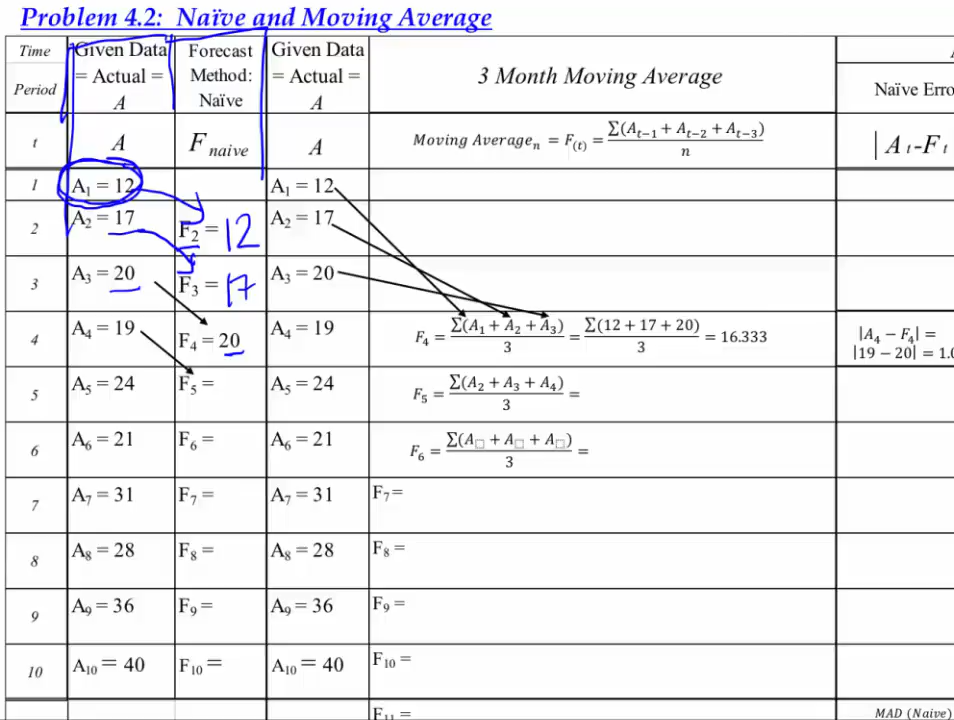 Problem 4.2: Naïve and Moving Average
Time
Period
Given Data
= Actual =
A
Forecast
Method:
Naïve
Given Data
= Actual =
A
3 Month Moving Average
Naïve Erro
t
A
F naive
A
Moving Average_n = F_(t) = ∑(A_t−1 + A_t−2 + A_t−3) / n
| A t -F t
1
A1 = 12
A1 = 12
2
A2 = 17
F2 = 12
A2 = 17
3
A3 = 20
F3 = 17
A3 = 20
4
A4 = 19
F4 = 20
A4 = 19
F4 = ∑(A1 + A2 + A3) / 3 = ∑(12 + 17 + 20) / 3 = 16.333
|A4 − F4| =
|19 − 20| = 1.0
5
A5 = 24
F5 =
A5 = 24
F5 = ∑(A2 + A3 + A4) / 3 =
6
A6 = 21
F6 =
A6 = 21
F6 = ∑(A□ + A□ + A□) / 3 =
7
A7 = 31
F7 =
A7 = 31
F7 =
8
A8 = 28
F8 =
A8 = 28
F8 =
9
A9 = 36
F9 =
A9 = 36
F9 =
10
A10 = 40
F10 =
A10 = 40
F10 =
F11 =
MAD (Naive)